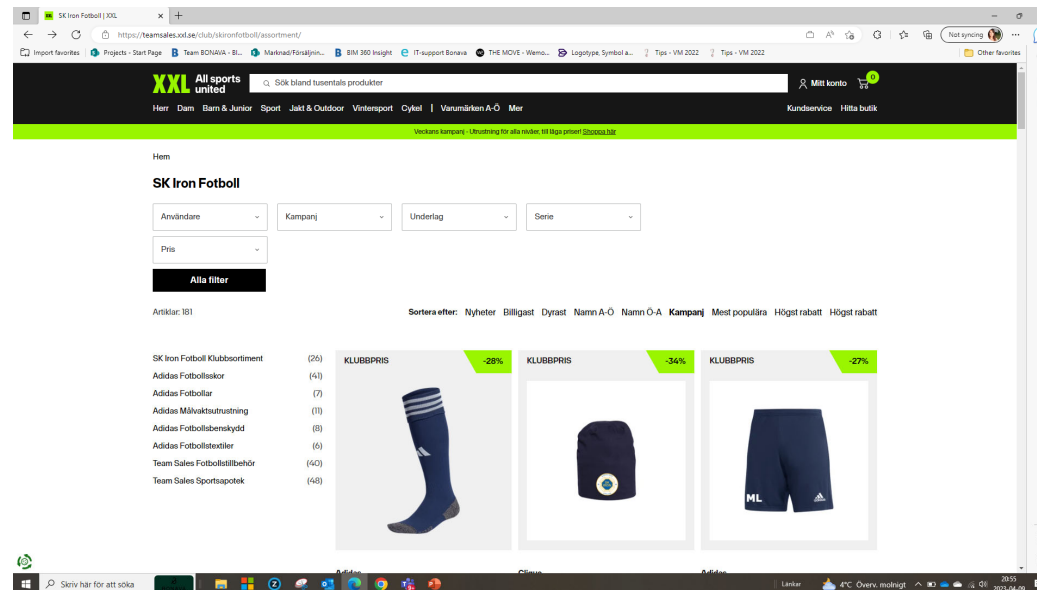 SK Iron Fotboll | XXL
https://teamsales.xxl.se/club/skironfotboll/assortment/
Not syncing
Import favorites
Projects - Start Page
Team BONAVA - Bl...
Marknad/Försäljnin...
BIM 360 Insight
IT-support Bonava
THE MOVE - Wemo...
Logotype, Symbol a...
Tips - VM 2022
Tips - VM 2022
Other favorites
XXL All sports united
Sök bland tusentals produkter
Mitt konto
0
Herr Dam Barn & Junior Sport Jakt & Outdoor Vintersport Cykel | Varumärken A-Ö Mer
Kundservice Hitta butik
Veckans kampanj - Utrustning för alla nivåer, till låga priser! Shoppa här
Hem
SK Iron Fotboll
Användare
Kampanj
Underlag
Serie
Pris
Alla filter
Artiklar: 181
Sortera efter: Nyheter Billigast Dyrast Namn A-Ö Namn Ö-A Kampanj Mest populära Högst rabatt Högst rabatt
SK Iron Fotboll Klubbsortiment (26)
Adidas Fotbollsskor (41)
Adidas Fotbollar (7)
Adidas Målvaktsutrustning (11)
Adidas Fotbollsbenskydd (8)
Adidas Fotbollstextiler (6)
Team Sales Fotbollstillbehör (40)
Team Sales Sportsapotek (48)
KLUBBPRIS -28%
KLUBBPRIS -34%
KLUBBPRIS -27%
ML
adidas
Adidas
Clique
Adidas
Skriv här för att söka
Länkar
4°C Överv. molnigt
20:55
2023-04-09